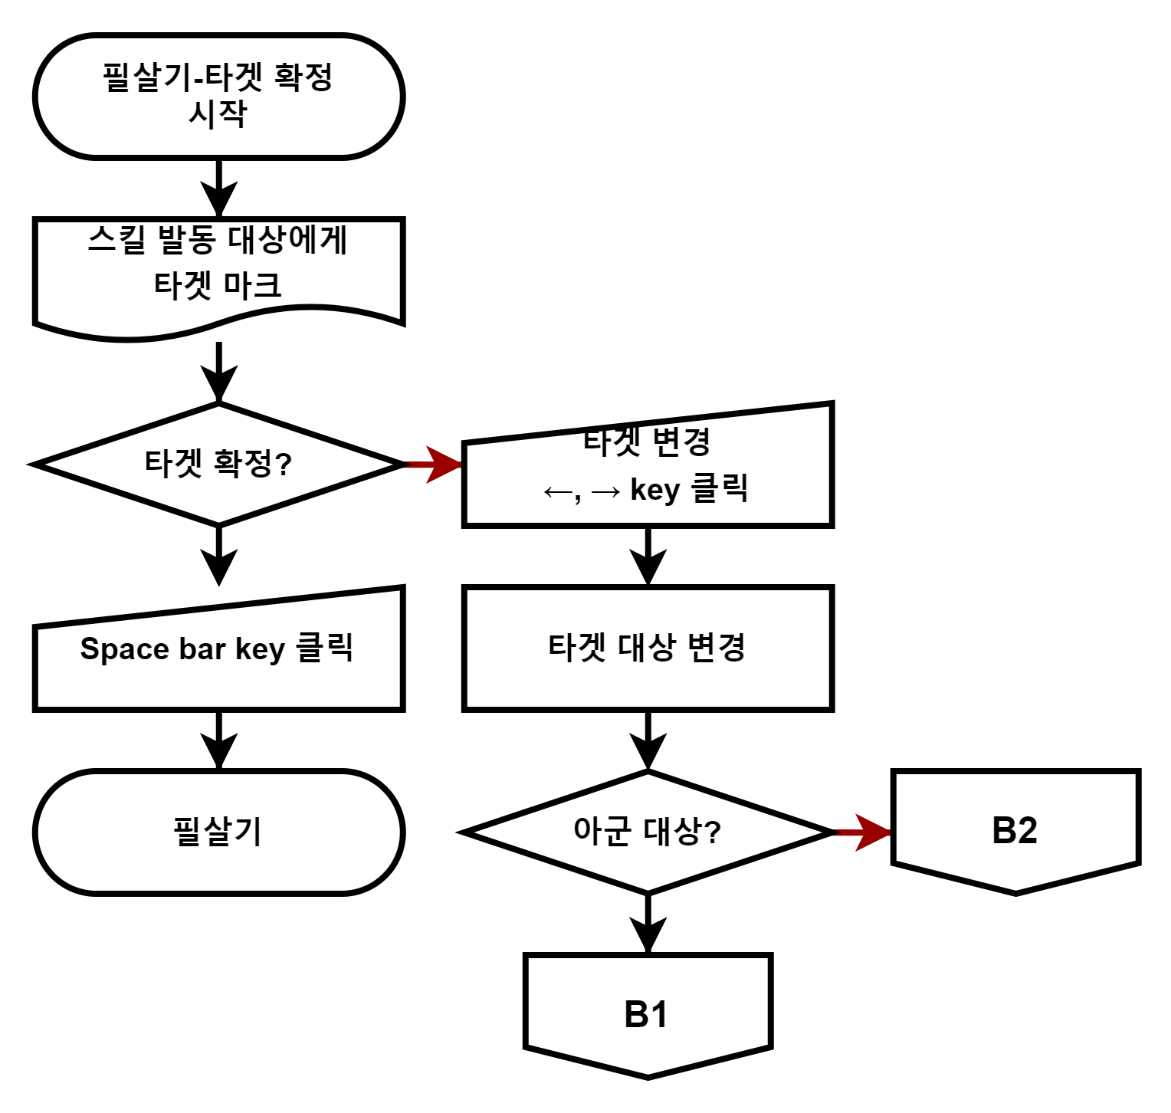 필살기-타겟 확정
시작
스킬 발동 대상에게
타겟 마크
타겟 확정?
타겟 변경
←, → key 클릭
Space bar key 클릭
타겟 대상 변경
필살기
아군 대상?
B2
B1